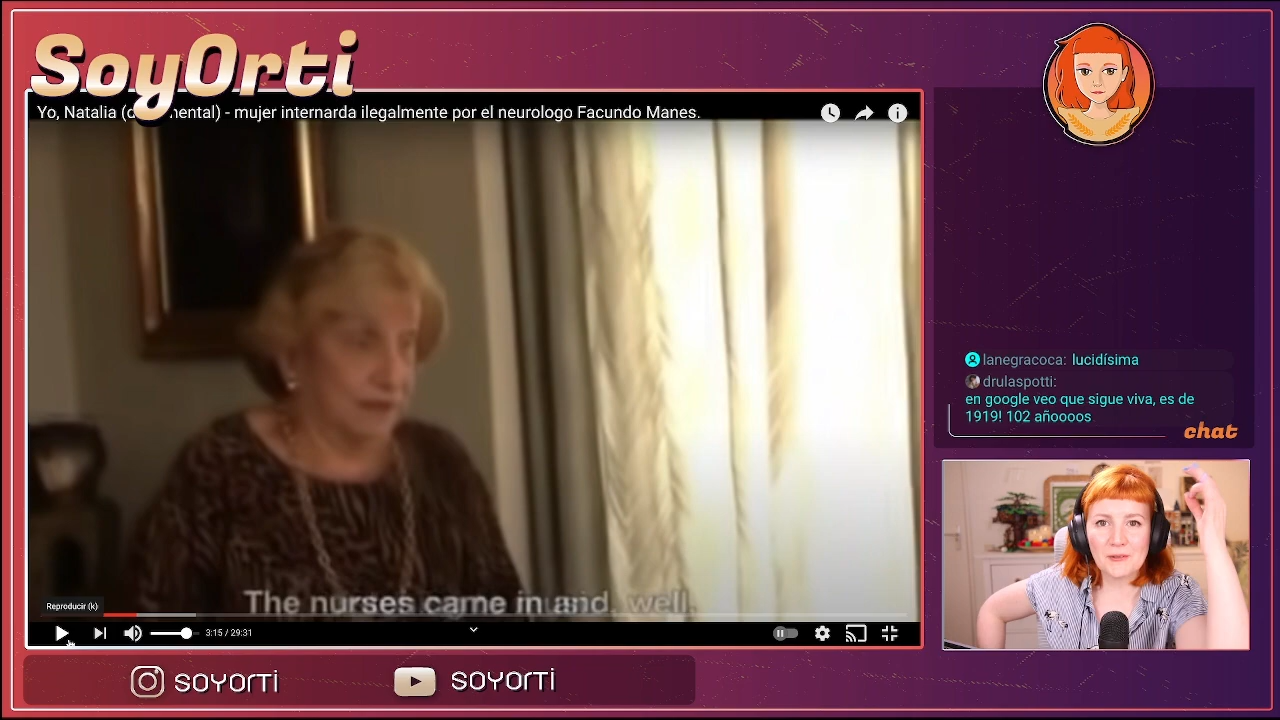 SoyOrti
Yo, Natalia (d mental) - mujer internarda ilegalmente por el neurologo Facundo Manes.
lanegracoca: lucidísima
drulaspotti:
en google veo que sigue viva, es de
1919! 102 añoooos
chat
The nurses came in and, well,
Reproducir (k)
3:15 / 29:31
SOYORTI
SOYORTI